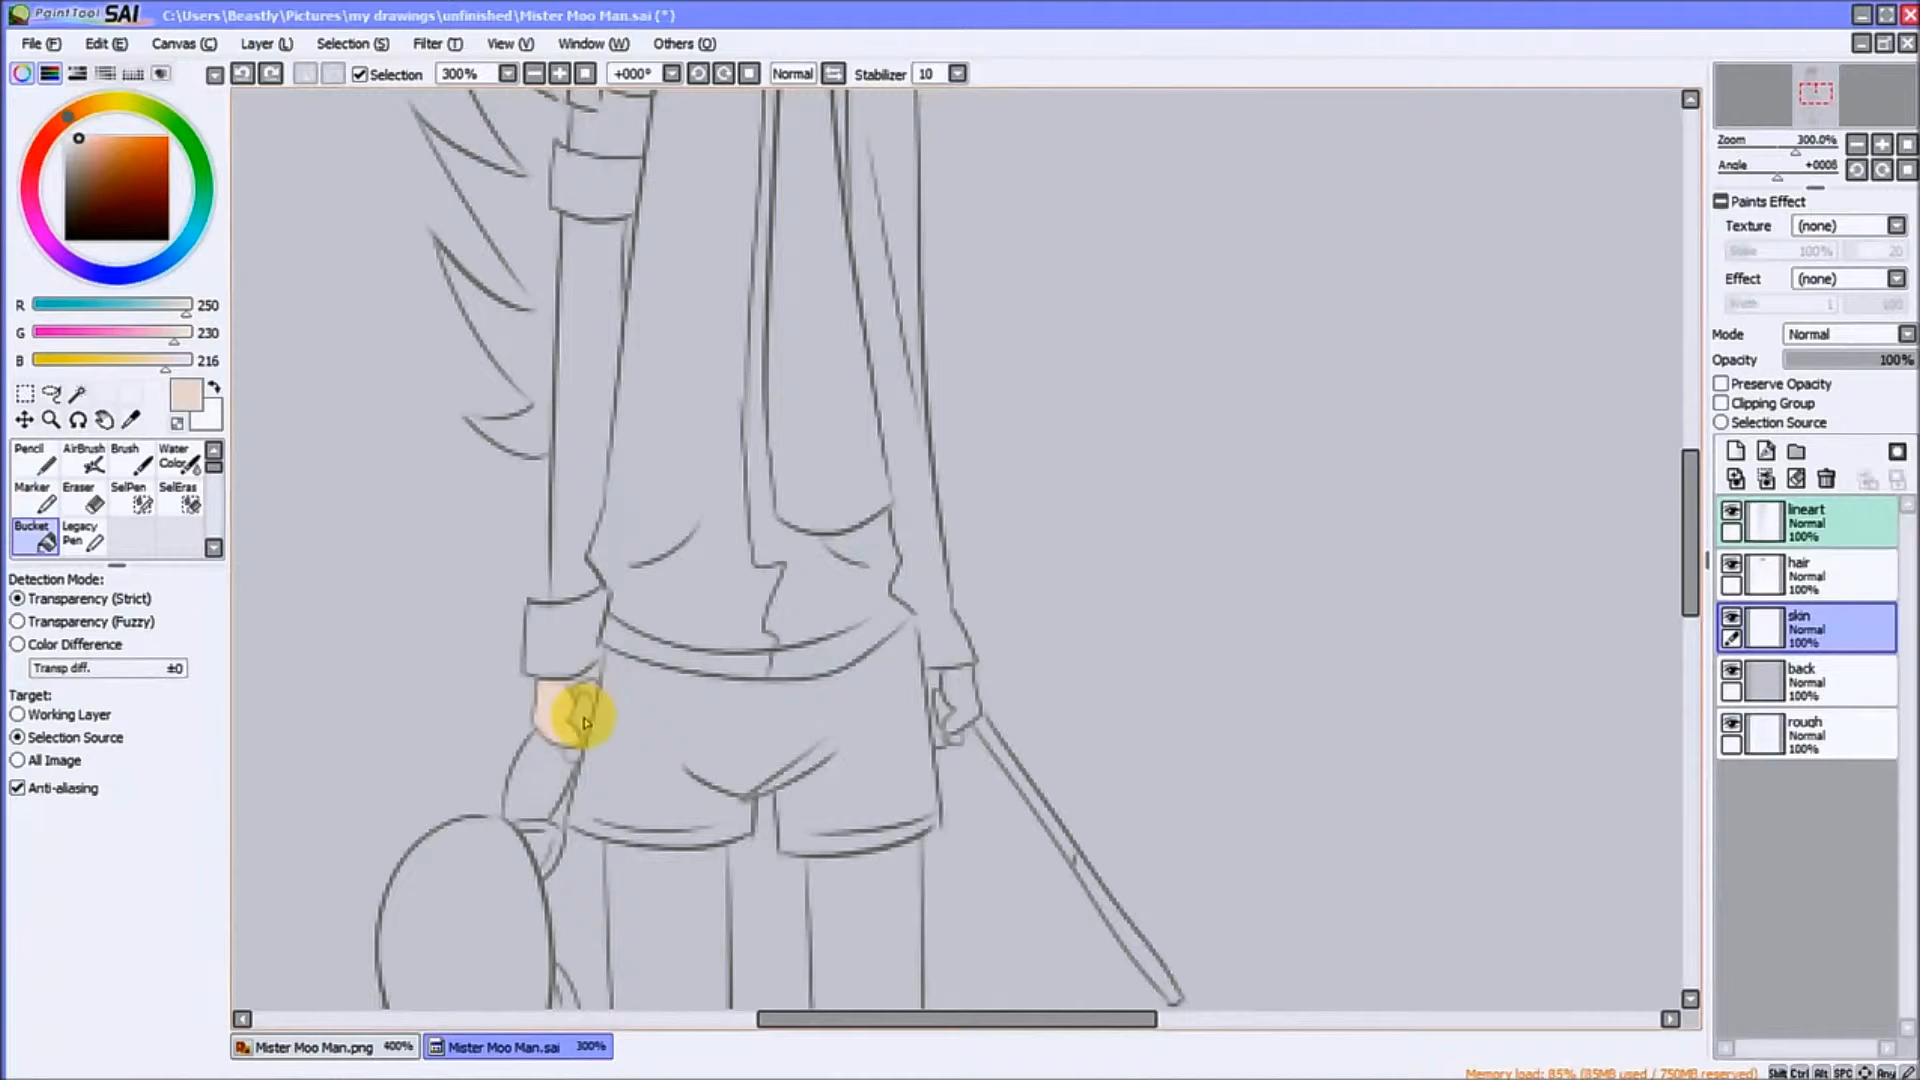 PaintTool SAI C:\Users\Beastly\Pictures\my drawings\unfinished\Mister Moo Man.sai (*)
File (F) Edit (E) Canvas (C) Layer (L) Selection (S) Filter (T) View (V) Window (W) Others (O)
Selection 300% +000° Normal Stabilizer 10
Zoom 300.0%
Angle
Paints Effect
Texture (none)
100% 20
Effect (none)
Width 1 100
Mode Normal
Opacity 100%
Preserve Opacity
Clipping Group
Selection Source
R 250
G 230
B 216
Pencil AirBrush Brush Water Color
Marker Eraser SelPen SelEras
Bucket Legacy Pen
Detection Mode:
Transparency (Strict)
Transparency (Fuzzy)
Color Difference
Transp diff. ±0
Target:
Working Layer
Selection Source
All Image
Anti-aliasing
lineart
Normal
100%
hair
Normal
100%
skin
Normal
100%
back
Normal
100%
rough
Normal
100%
Mister Moo Man.png 400% Mister Moo Man.sai 300%
Memory load: 85% (85MB used / 750MB reserved) Shift Ctrl Alt SPC Any